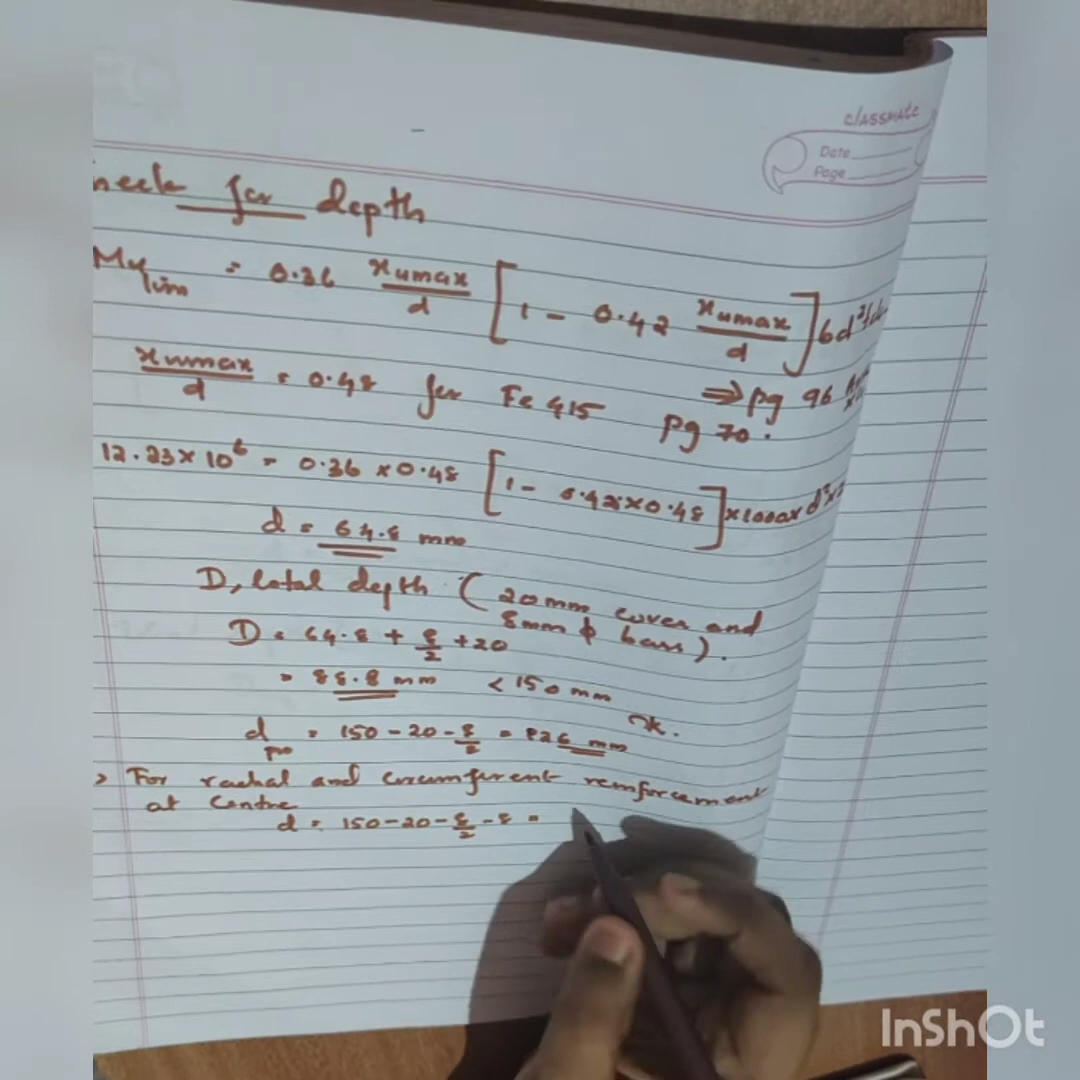 classmate
Date
Page
heck for depth
Mu lim = 0.36 xumax/d [1 - 0.42 xumax/d] bd²
xumax/d = 0.48 for Fe 415 ⇒ pg 96
pg 70.
12.23 x 10⁶ = 0.36 x 0.48 [1 - 0.42 x 0.48] x 1000 x d² x
d = 64.8 mm
D, total depth (20mm cover and
8mm ϕ bars).
D = 64.8 + 8/2 + 20
= 88.8 mm < 150 mm
Ok.
d pro = 150 - 20 - 8/2 = 126 mm
> For radial and circumferent reinforcement
at Centre
d = 150 - 20 - 8/2 - 8 =
InShOt